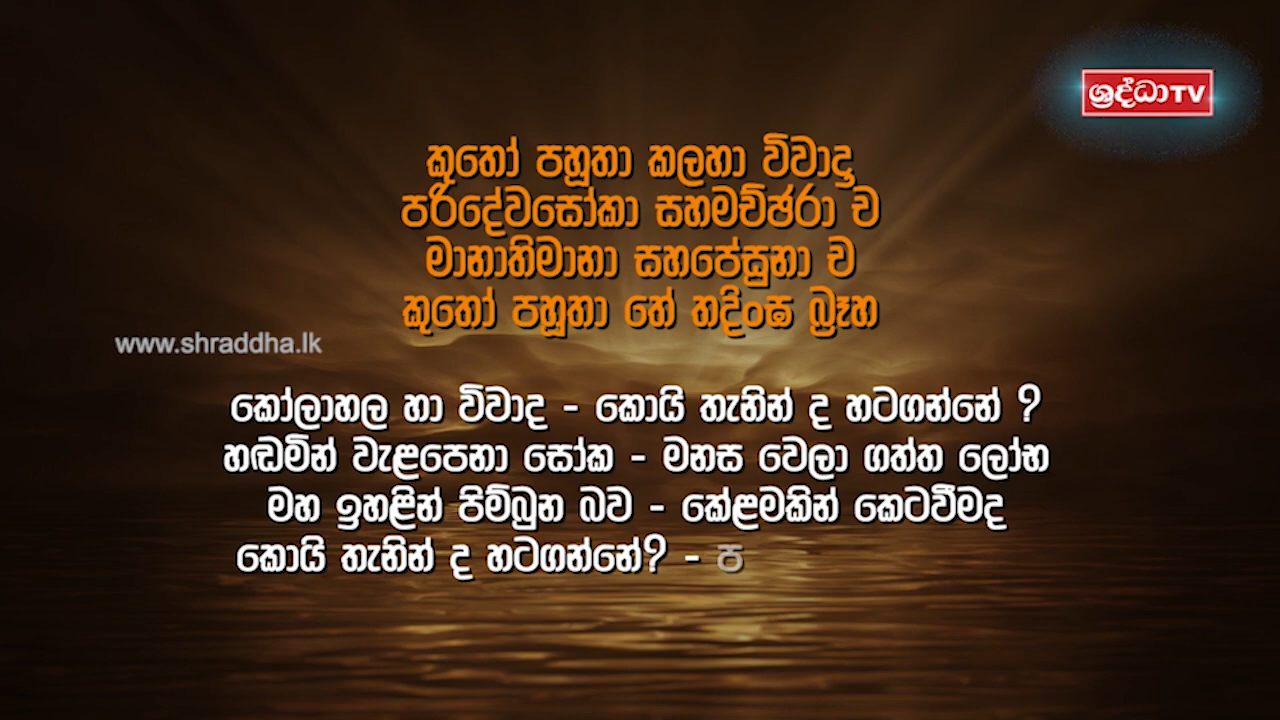 ශ්‍රද්ධා TV
කුතෝ පහූතා කලහා විවාදා
පරිදේවසෝකා සහමච්ඡරා ච
මානාතිමානා සහපේසුනා ච
කුතෝ පහූතා තේ තදිංඝ බ්‍රෑහි
www.shraddha.lk
කෝලාහල හා විවාද - කොයි තැනින් ද හටගන්නේ ?
හඬමින් වැළපෙනා සෝක - මනස වෙලා ගත්ත ලෝභ
මහ ඉහළින් පිම්බුන බව - කේළමකින් කෙටවීමද
කොයි තැනින් ද හටගන්නේ? - ප